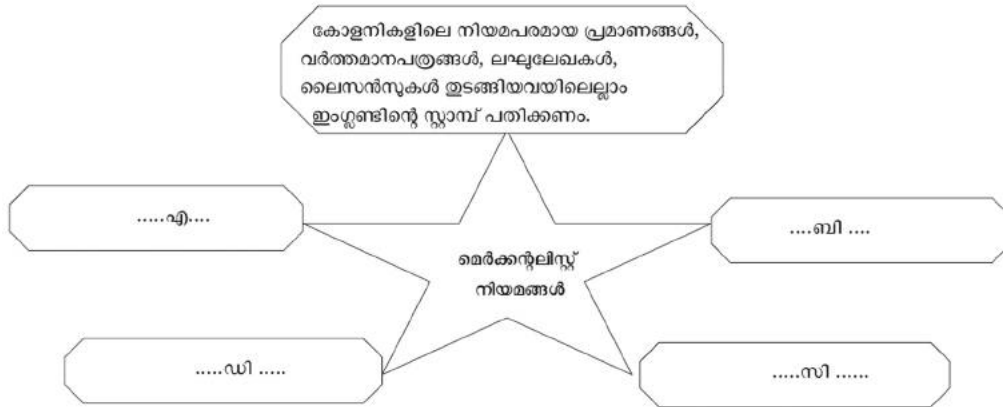 കോളനികളിലെ നിയമപരമായ പ്രമാണങ്ങൾ,
വർത്തമാനപത്രങ്ങൾ, ലഘുലേഖകൾ,
ലൈസൻസുകൾ തുടങ്ങിയവയിലെല്ലാം
ഇംഗ്ലണ്ടിന്റെ സ്റ്റാമ്പ് പതിക്കണം.
.....എ....
....ബി ....
മെർക്കന്റലിസ്റ്റ്
നിയമങ്ങൾ
.....ഡി .....
.....സി ......